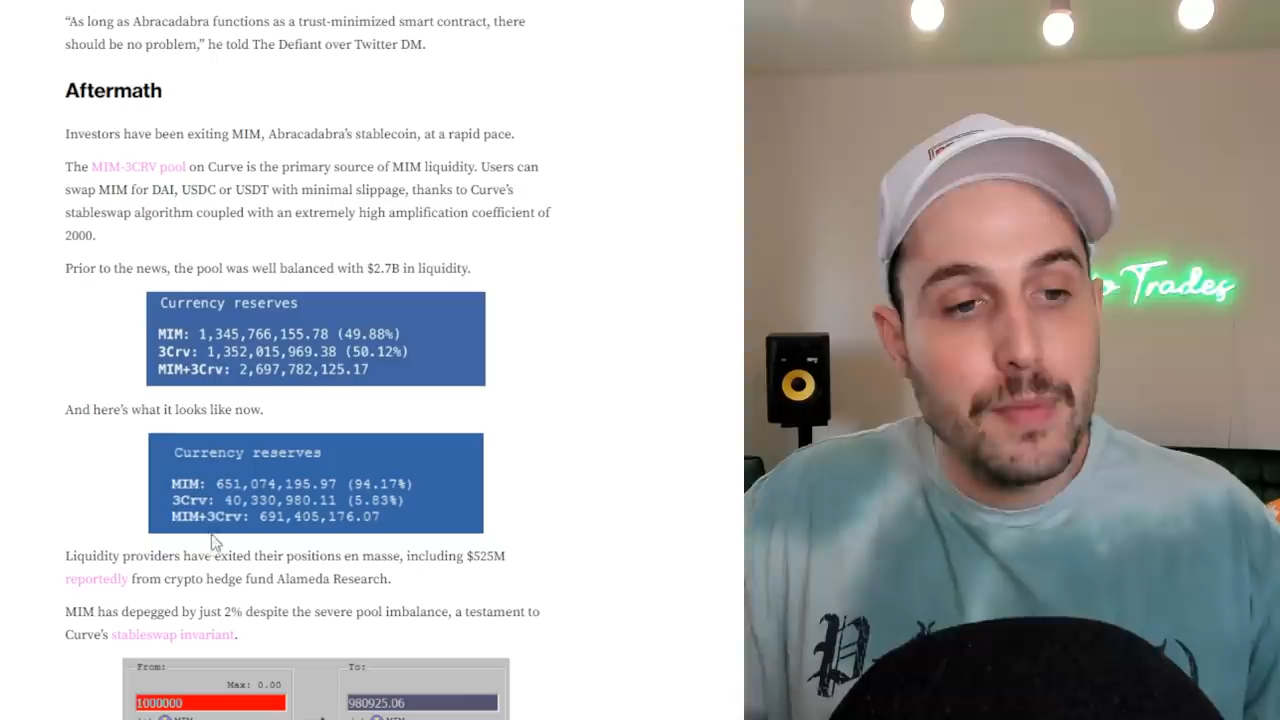 “As long as Abracadabra functions as a trust-minimized smart contract, there
should be no problem,” he told The Defiant over Twitter DM.
Aftermath
Investors have been exiting MIM, Abracadabra’s stablecoin, at a rapid pace.
The MIM-3CRV pool on Curve is the primary source of MIM liquidity. Users can
swap MIM for DAI, USDC or USDT with minimal slippage, thanks to Curve’s
stableswap algorithm coupled with an extremely high amplification coefficient of
2000.
Prior to the news, the pool was well balanced with $2.7B in liquidity.
Currency reserves
MIM: 1,345,766,155.78 (49.88%)
3Crv: 1,352,015,969.38 (50.12%)
MIM+3Crv: 2,697,782,125.17
And here’s what it looks like now.
Currency reserves
MIM: 651,074,195.97 (94.17%)
3Crv: 40,330,980.11 (5.83%)
MIM+3Crv: 691,405,176.07
Liquidity providers have exited their positions en masse, including $525M
reportedly from crypto hedge fund Alameda Research.
MIM has depegged by just 2% despite the severe pool imbalance, a testament to
Curve’s stableswap invariant.
From:
To:
Max: 0.00
1000000
980925.06
MIM
Trades